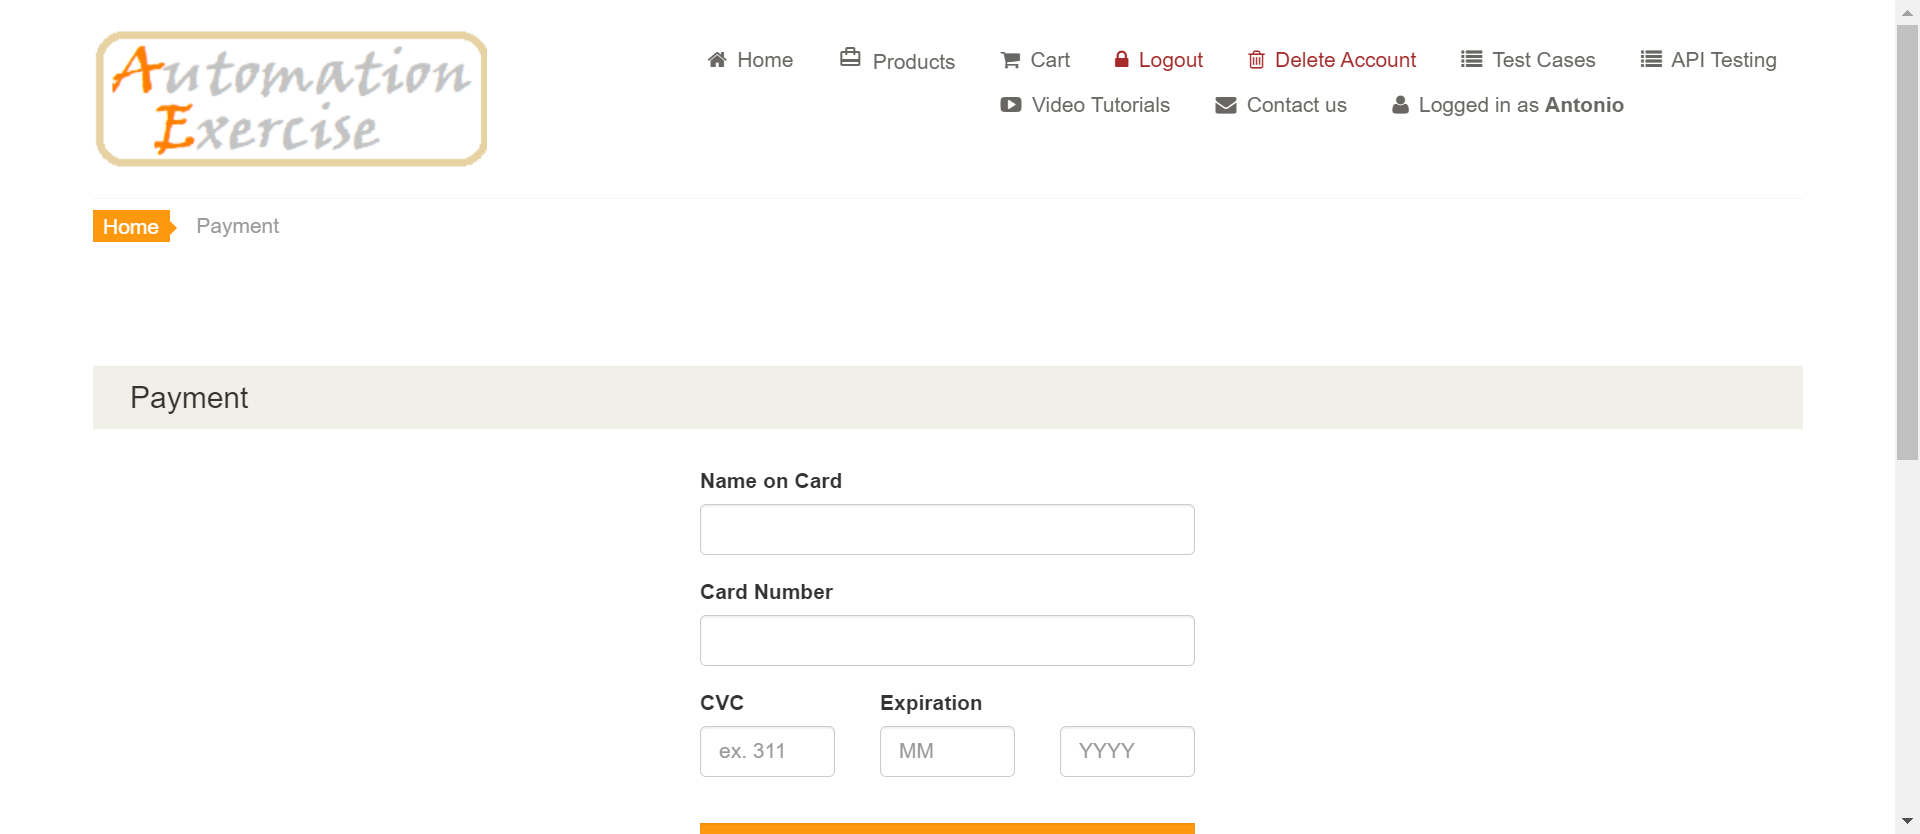 Automation
Exercise
Home Products Cart Logout Delete Account Test Cases API Testing
Video Tutorials Contact us Logged in as Antonio
Home Payment
Payment
Name on Card
Card Number
CVC Expiration
ex. 311 MM YYYY